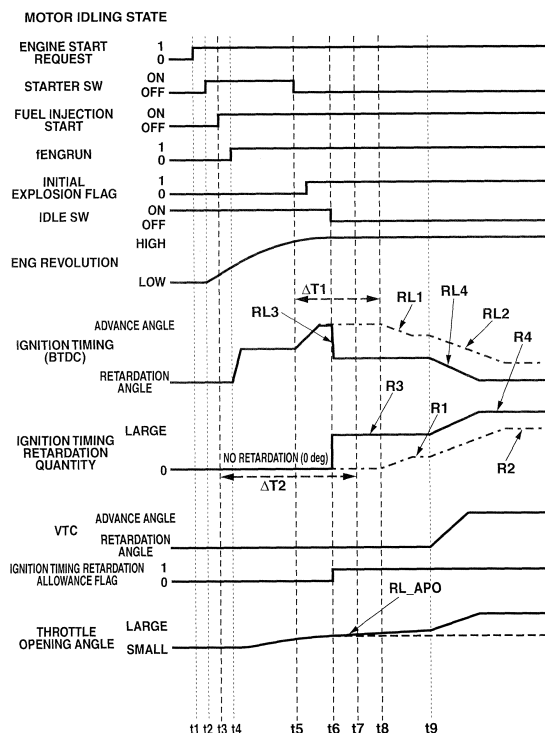 MOTOR IDLING STATE
ENGINE START
REQUEST
1
0
STARTER SW
ON
OFF
FUEL INJECTION
START
ON
OFF
fENGRUN
1
0
INITIAL
EXPLOSION FLAG
1
0
IDLE SW
ON
OFF
ENG REVOLUTION
HIGH
LOW
ΔT1
RL3
RL1
RL4
RL2
R4
IGNITION TIMING
(BTDC)
ADVANCE ANGLE
RETARDATION
ANGLE
R3
R1
IGNITION TIMING
RETARDATION
QUANTITY
LARGE
0
NO RETARDATION (0 deg)
ΔT2
R2
VTC
ADVANCE ANGLE
RETARDATION
ANGLE
IGNITION TIMING RETARDATION
ALLOWANCE FLAG
1
0
RL_APO
THROTTLE
OPENING ANGLE
LARGE
SMALL
t1 t2 t3 t4 t5 t6 t7 t8 t9